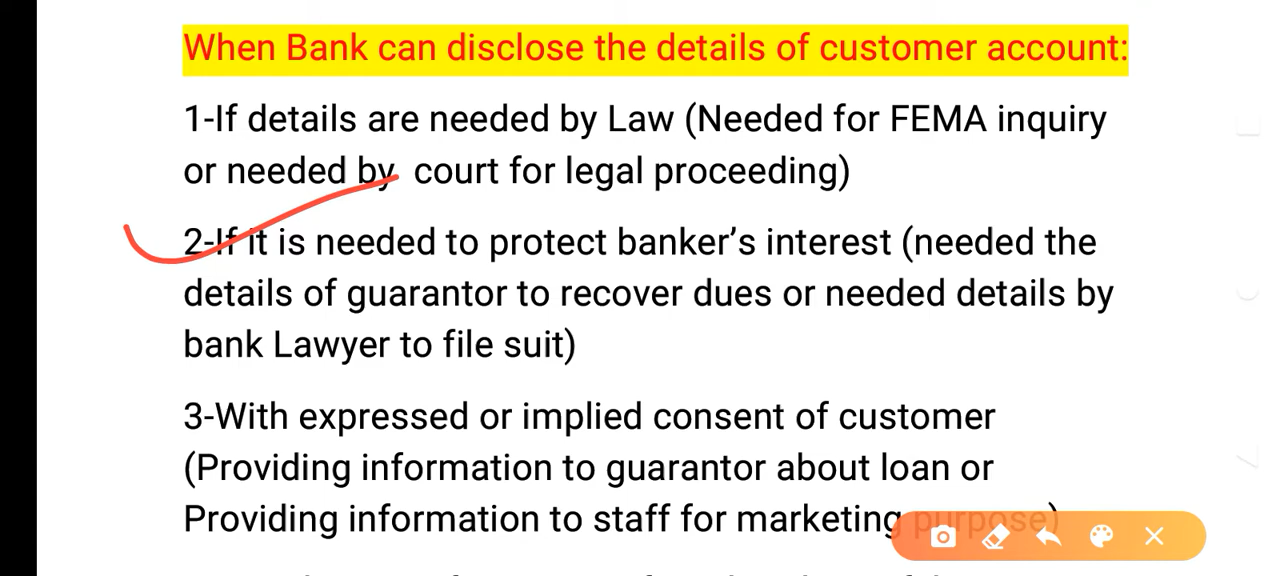 When Bank can disclose the details of customer account:
1-If details are needed by Law (Needed for FEMA inquiry
or needed by court for legal proceeding)
2-If it is needed to protect banker’s interest (needed the
details of guarantor to recover dues or needed details by
bank Lawyer to file suit)
3-With expressed or implied consent of customer
(Providing information to guarantor about loan or
Providing information to staff for marketing purpose)